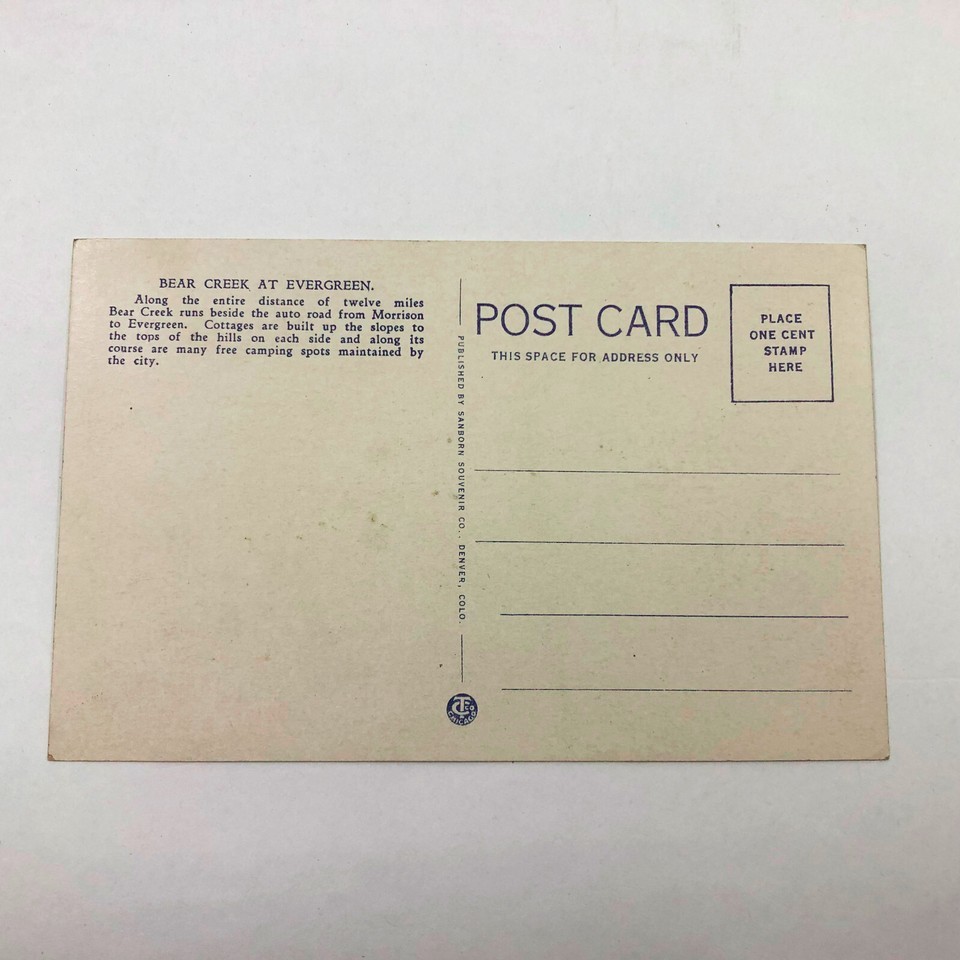 BEAR CREEK AT EVERGREEN.
Along the entire distance of twelve miles
Bear Creek runs beside the auto road from Morrison
to Evergreen. Cottages are built up the slopes to
the tops of the hills on each side and along its
course are many free camping spots maintained by
the city.
PUBLISHED BY SANBORN SOUVENIR CO., DENVER, COLO.
CT CO
CHICAGO
POST CARD
THIS SPACE FOR ADDRESS ONLY
PLACE
ONE CENT
STAMP
HERE